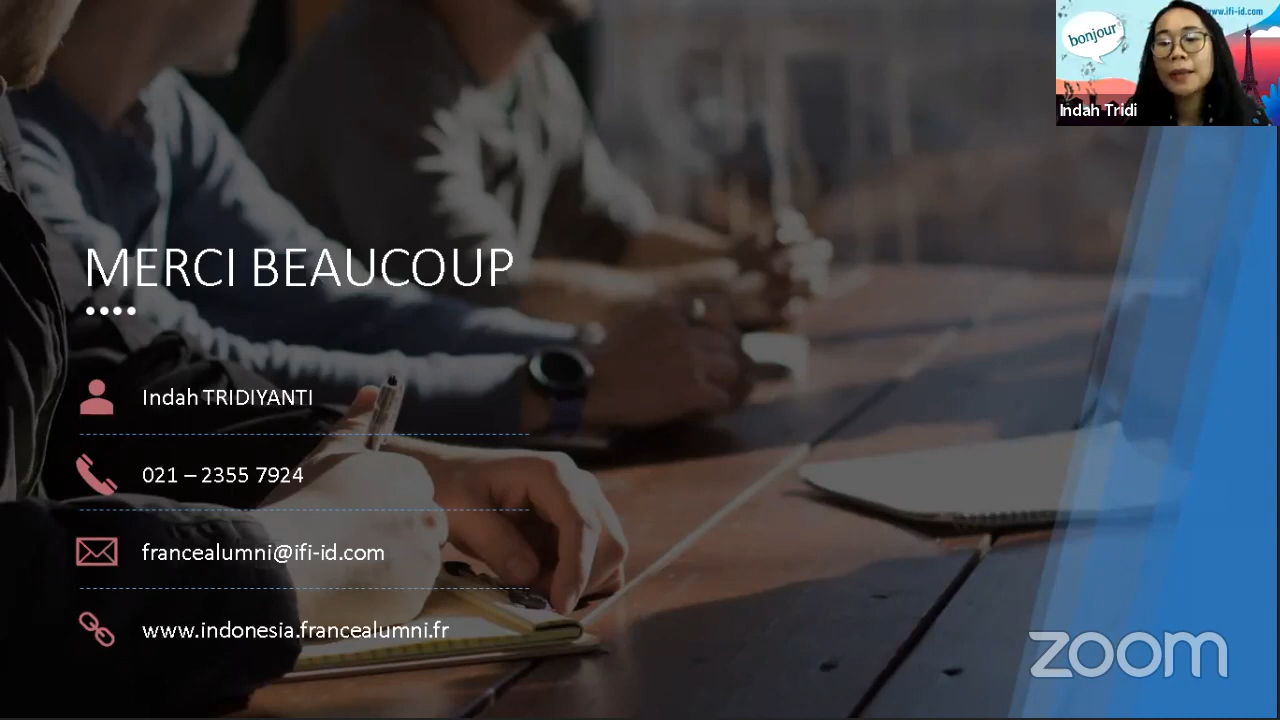 www.ifi-id.com
bonjour
Indah Tridi
MERCI BEAUCOUP
Indah TRIDIYANTI
021 – 2355 7924
francealumni@ifi-id.com
www.indonesia.francealumni.fr
zoom